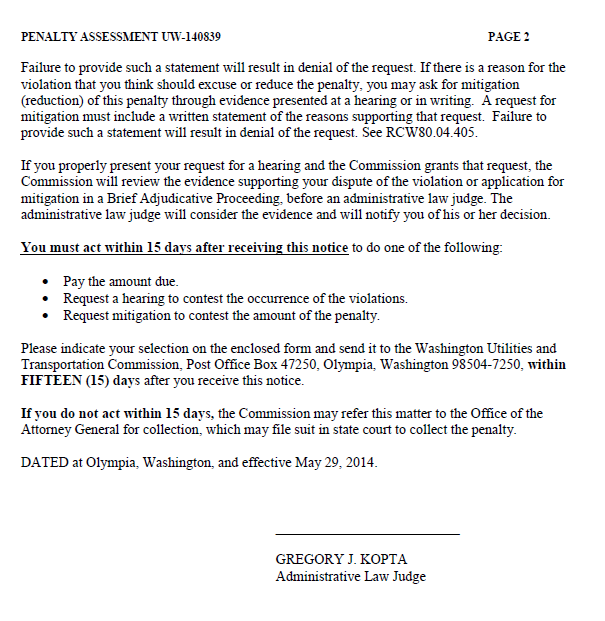 PENALTY ASSESSMENT UW-140839 PAGE 2
Failure to provide such a statement will result in denial of the request. If there is a reason for the
violation that you think should excuse or reduce the penalty, you may ask for mitigation
(reduction) of this penalty through evidence presented at a hearing or in writing. A request for
mitigation must include a written statement of the reasons supporting that request. Failure to
provide such a statement will result in denial of the request. See RCW80.04.405.
If you properly present your request for a hearing and the Commission grants that request, the
Commission will review the evidence supporting your dispute of the violation or application for
mitigation in a Brief Adjudicative Proceeding, before an administrative law judge. The
administrative law judge will consider the evidence and will notify you of his or her decision.
You must act within 15 days after receiving this notice to do one of the following:
• Pay the amount due.
• Request a hearing to contest the occurrence of the violations.
• Request mitigation to contest the amount of the penalty.
Please indicate your selection on the enclosed form and send it to the Washington Utilities and
Transportation Commission, Post Office Box 47250, Olympia, Washington 98504-7250, within
FIFTEEN (15) days after you receive this notice.
If you do not act within 15 days, the Commission may refer this matter to the Office of the
Attorney General for collection, which may file suit in state court to collect the penalty.
DATED at Olympia, Washington, and effective May 29, 2014.
GREGORY J. KOPTA
Administrative Law Judge